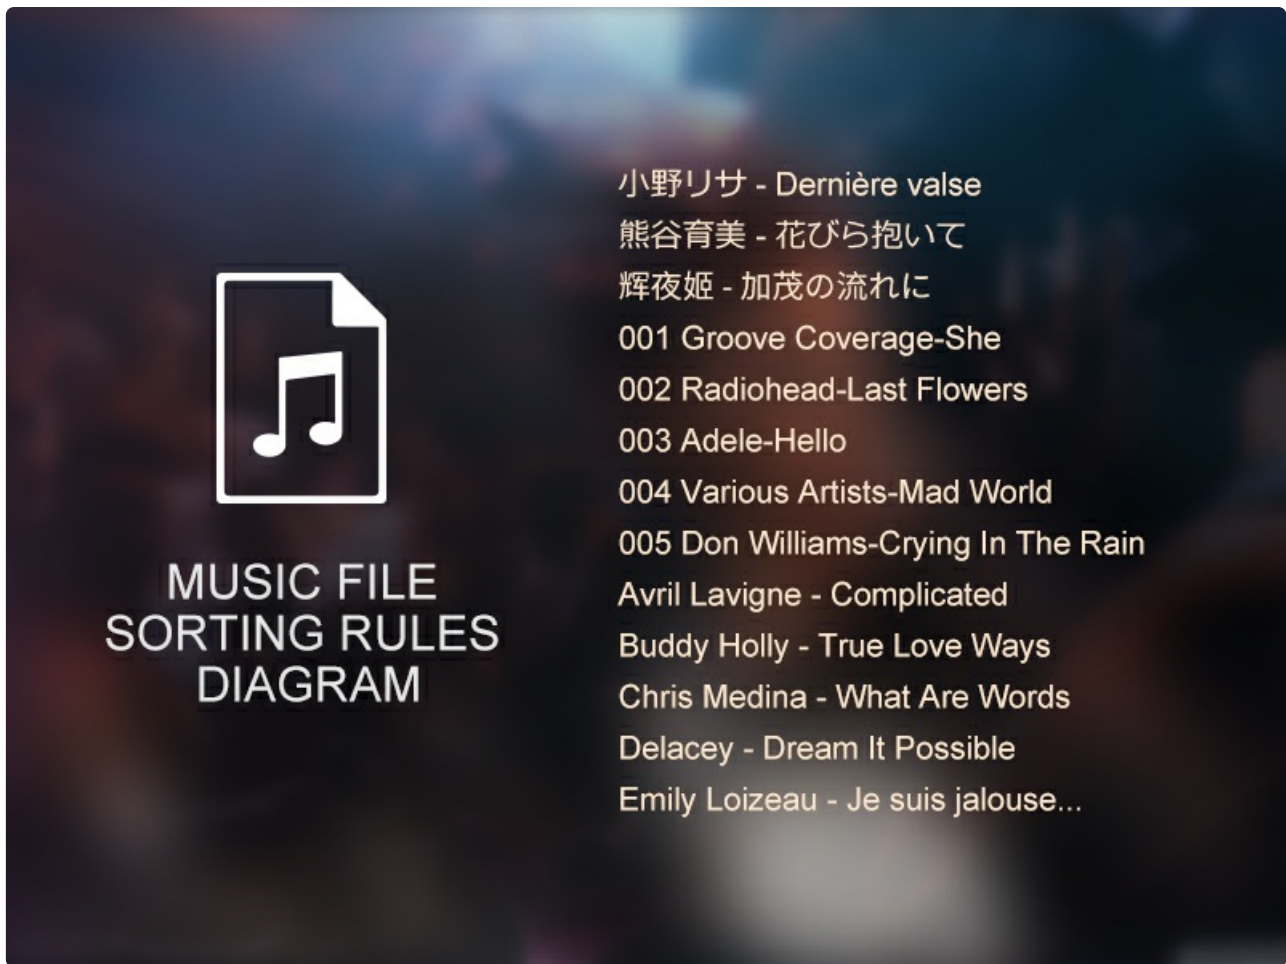 MUSIC FILE
SORTING RULES
DIAGRAM
小野リサ - Dernière valse
熊谷育美 - 花びら抱いて
辉夜姬 - 加茂の流れに
001 Groove Coverage-She
002 Radiohead-Last Flowers
003 Adele-Hello
004 Various Artists-Mad World
005 Don Williams-Crying In The Rain
Avril Lavigne - Complicated
Buddy Holly - True Love Ways
Chris Medina - What Are Words
Delacey - Dream It Possible
Emily Loizeau - Je suis jalouse...